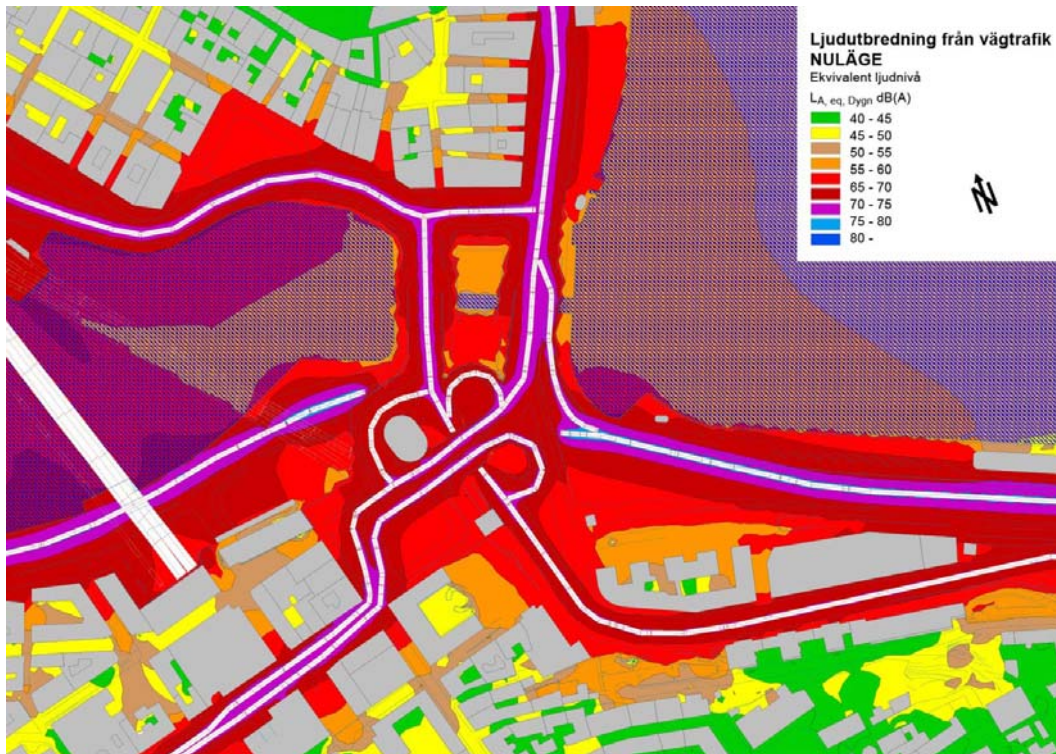 Ljudutbredning från vägtrafik
NULÄGE
Ekvivalent ljudnivå
LA, eq, Dygn dB(A)
40 - 45
45 - 50
50 - 55
55 - 60
65 - 70
70 - 75
75 - 80
80 -
N